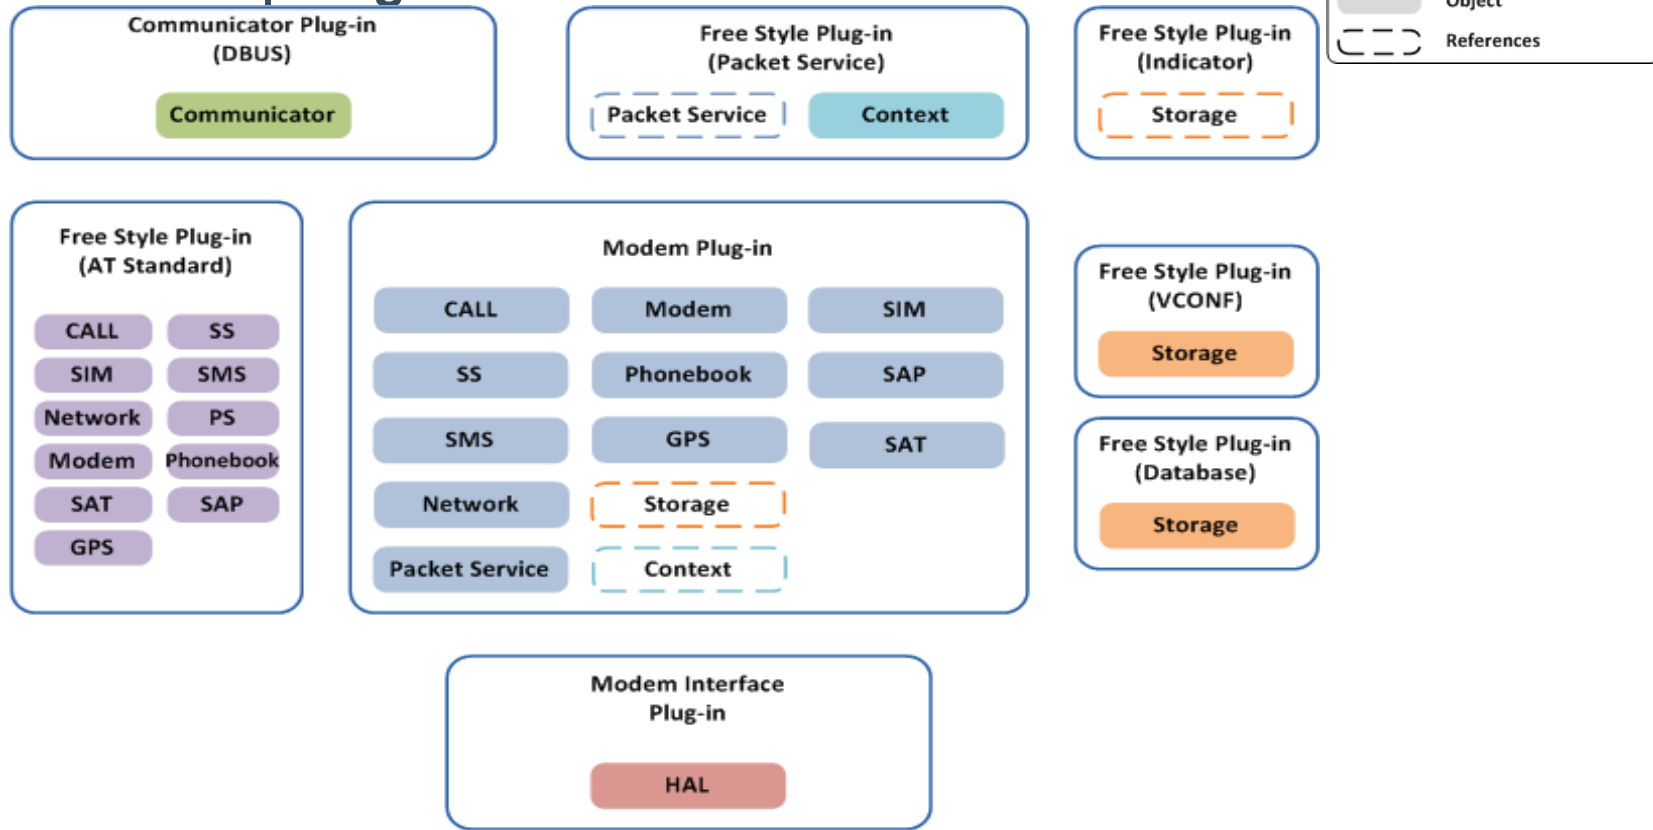 Communicator Plug-in
(DBUS)
Communicator
Free Style Plug-in
(Packet Service)
Packet Service
Context
Free Style Plug-in
(Indicator)
Storage
Object
References
Free Style Plug-in
(AT Standard)
CALL
SS
SIM
SMS
Network
PS
Modem
Phonebook
SAT
SAP
GPS
Modem Plug-in
CALL
Modem
SIM
SS
Phonebook
SAP
SMS
GPS
SAT
Network
Storage
Packet Service
Context
Free Style Plug-in
(VCONF)
Storage
Free Style Plug-in
(Database)
Storage
Modem Interface
Plug-in
HAL